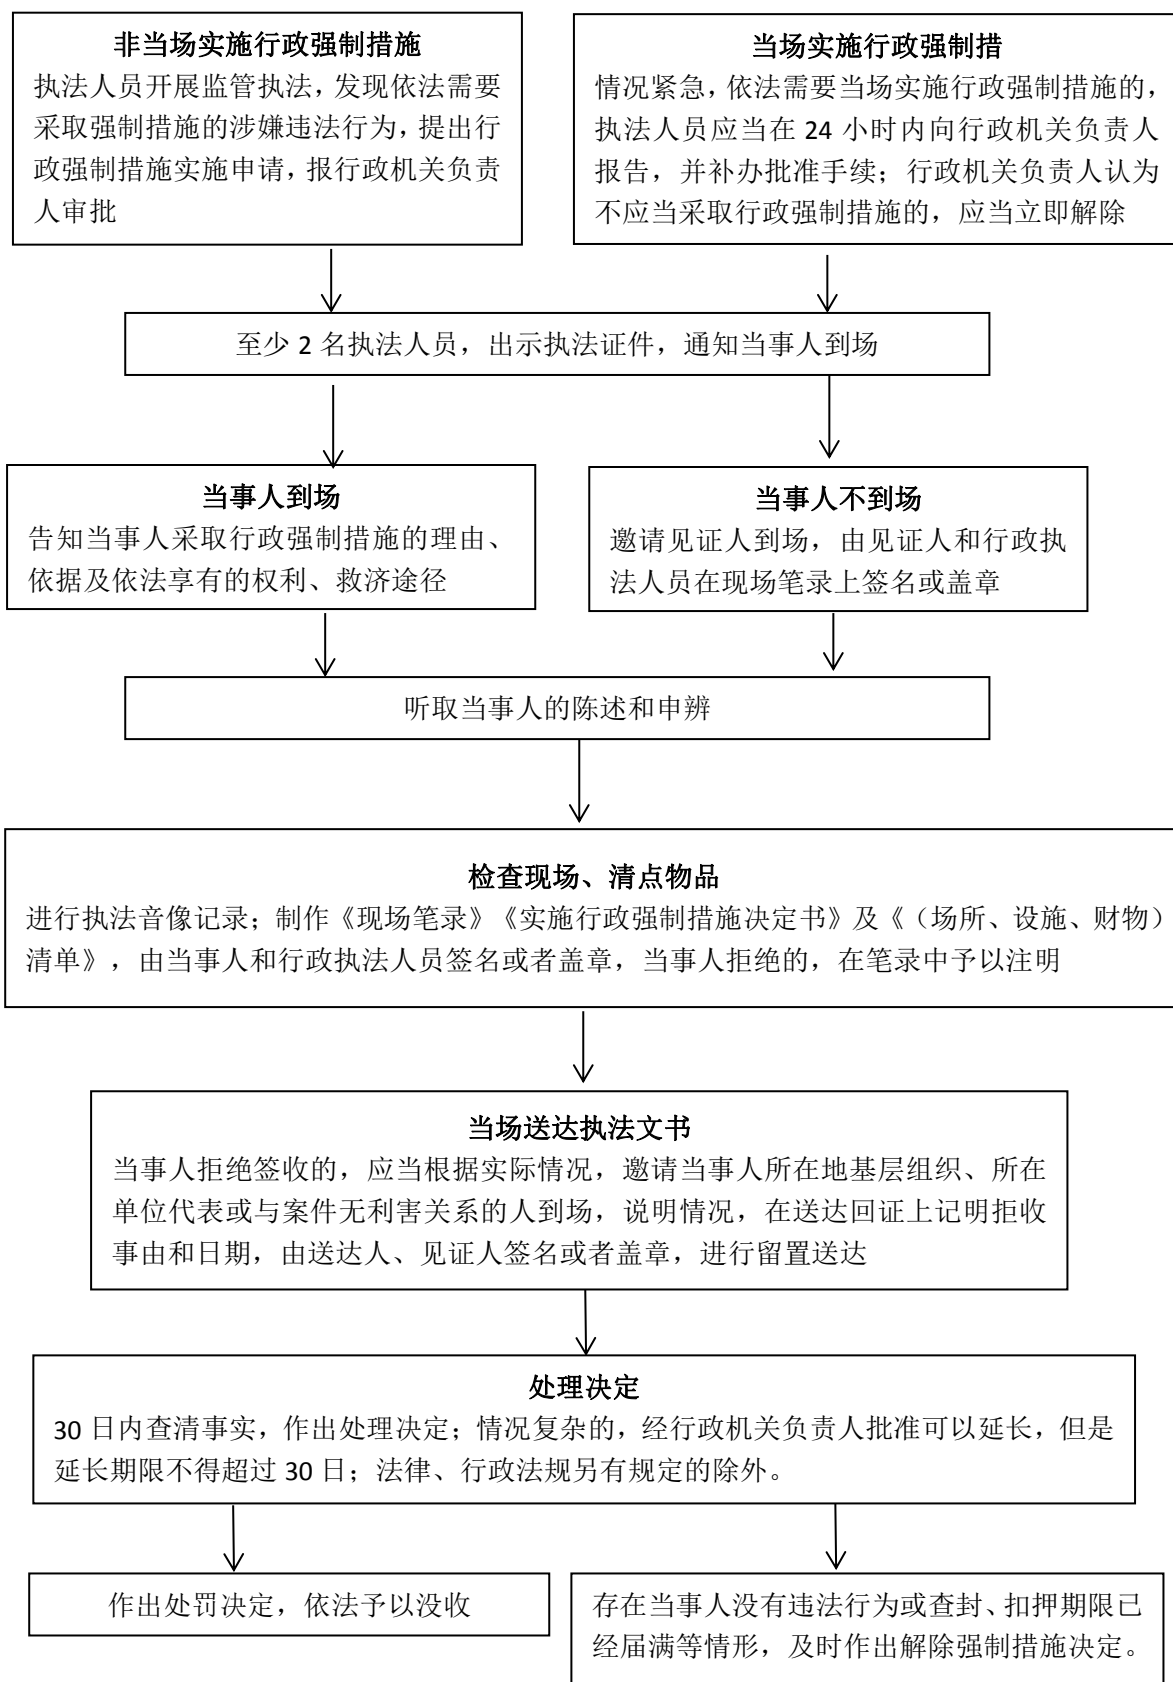 非当场实施行政强制措施
执法人员开展监管执法，发现依法需要
采取强制措施的涉嫌违法行为，提出行
政强制措施实施申请，报行政机关负责
人审批
当场实施行政强制措
情况紧急，依法需要当场实施行政强制措施的，
执法人员应当在 24 小时内向行政机关负责人
报告，并补办批准手续；行政机关负责人认为
不应当采取行政强制措施的，应当立即解除
至少 2 名执法人员，出示执法证件，通知当事人到场
当事人到场
告知当事人采取行政强制措施的理由、
依据及依法享有的权利、救济途径
当事人不到场
邀请见证人到场，由见证人和行政执
法人员在现场笔录上签名或盖章
听取当事人的陈述和申辨
检查现场、清点物品
进行执法音像记录；制作《现场笔录》《实施行政强制措施决定书》及《（场所、设施、财物）
清单》，由当事人和行政执法人员签名或者盖章，当事人拒绝的，在笔录中予以注明
当场送达执法文书
当事人拒绝签收的，应当根据实际情况，邀请当事人所在地基层组织、所在
单位代表或与案件无利害关系的人到场，说明情况，在送达回证上记明拒收
事由和日期，由送达人、见证人签名或者盖章，进行留置送达
处理决定
30 日内查清事实，作出处理决定；情况复杂的，经行政机关负责人批准可以延长，但是
延长期限不得超过 30 日；法律、行政法规另有规定的除外。
作出处罚决定，依法予以没收
存在当事人没有违法行为或查封、扣押期限已
经届满等情形，及时作出解除强制措施决定。